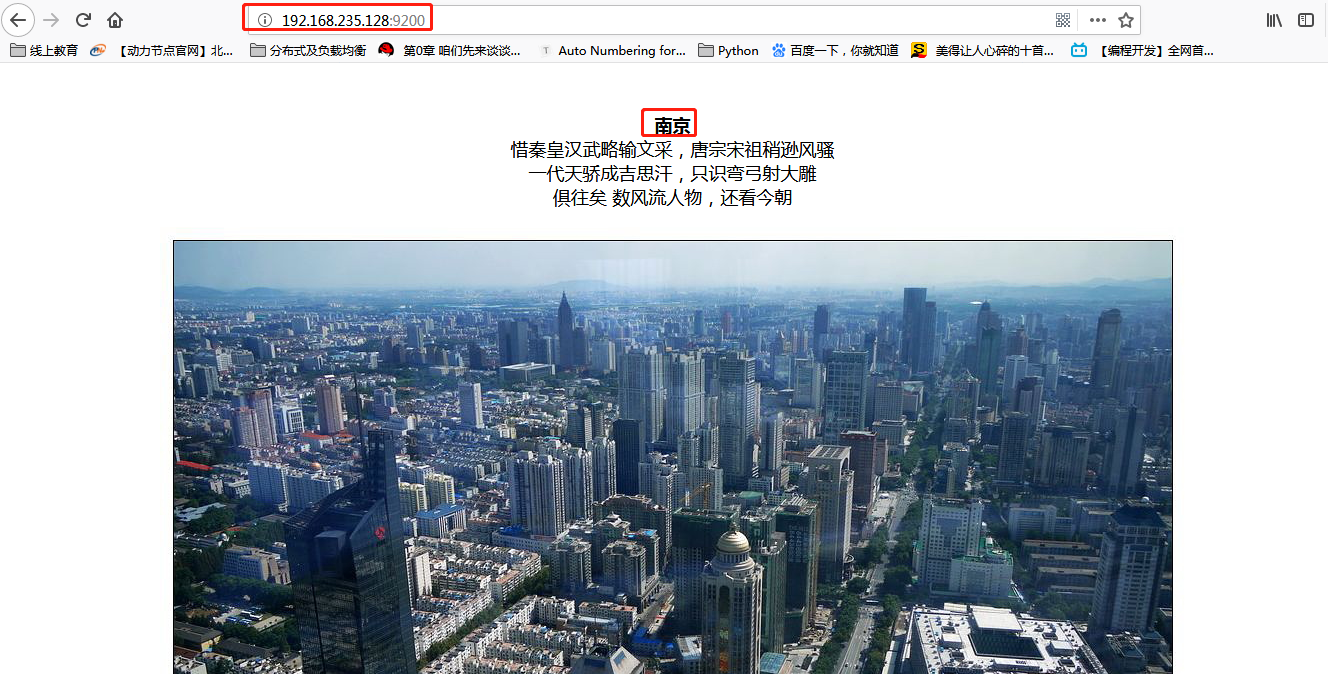 192.168.235.128:9200
线上教育 【动力节点官网】北... 分布式及负载均衡 第0章 咱们先来谈谈... Auto Numbering for... Python 百度一下，你就知道 美得让人心碎的十首... 【编程开发】全网首...
南京
惜秦皇汉武略输文采，唐宗宋祖稍逊风骚
一代天骄成吉思汗，只识弯弓射大雕
俱往矣 数风流人物，还看今朝